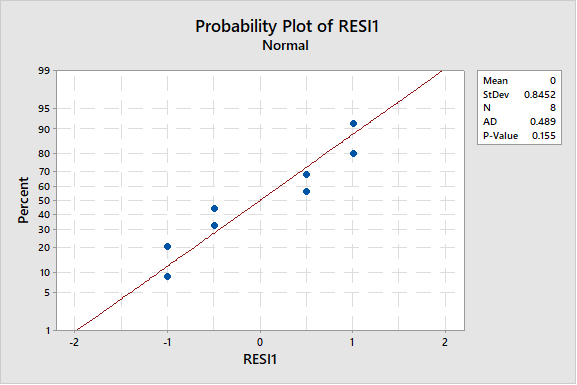 Probability Plot of RESI1
Normal
99
95
90
80
70
60
50
40
30
20
10
5
1
Percent
-2 -1 0 1 2
RESI1
Mean 0
StDev 0.8452
N 8
AD 0.489
P-Value 0.155